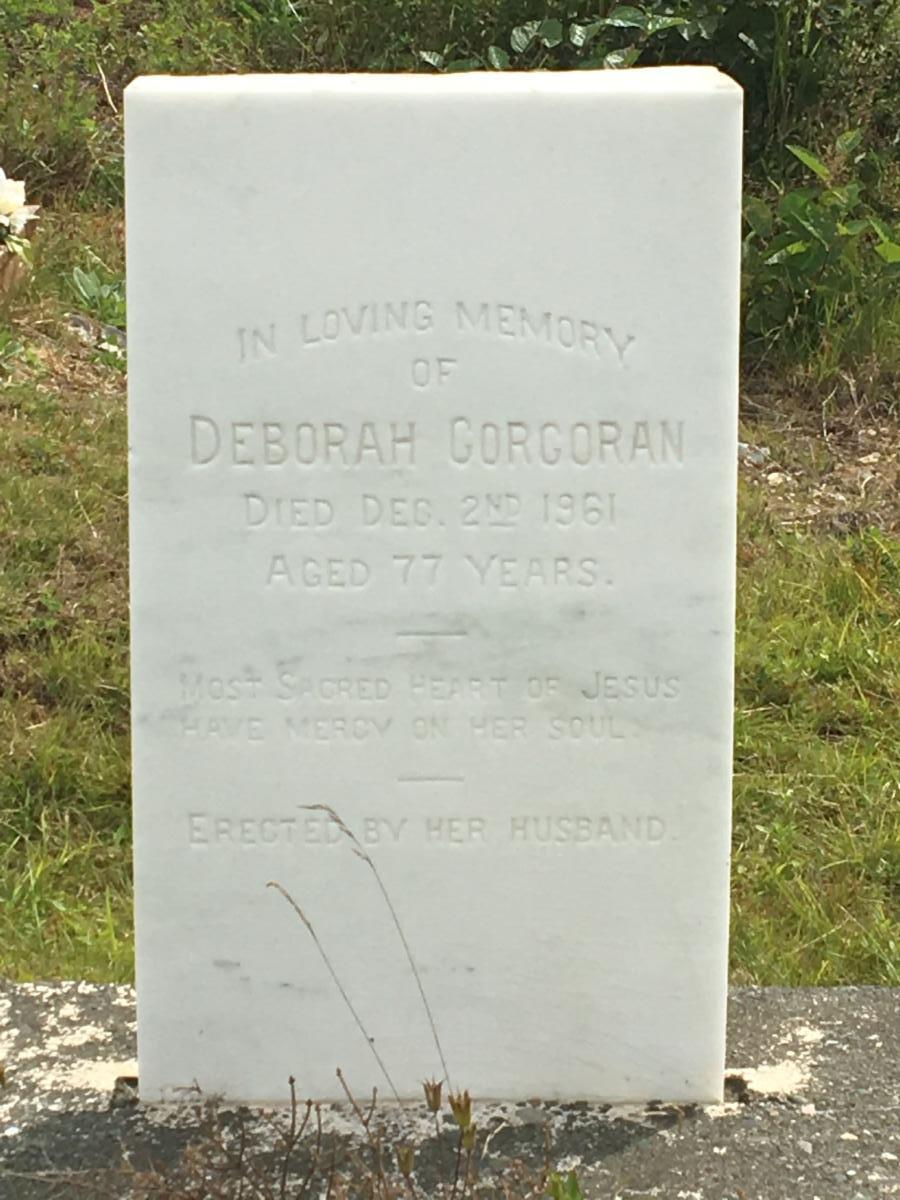 IN LOVING MEMORY
OF
DEBORAH CORCORAN
DIED DEC. 2ND 1961
AGED 77 YEARS.
MOST SACRED HEART OF JESUS
HAVE MERCY ON HER SOUL.
ERECTED BY HER HUSBAND.